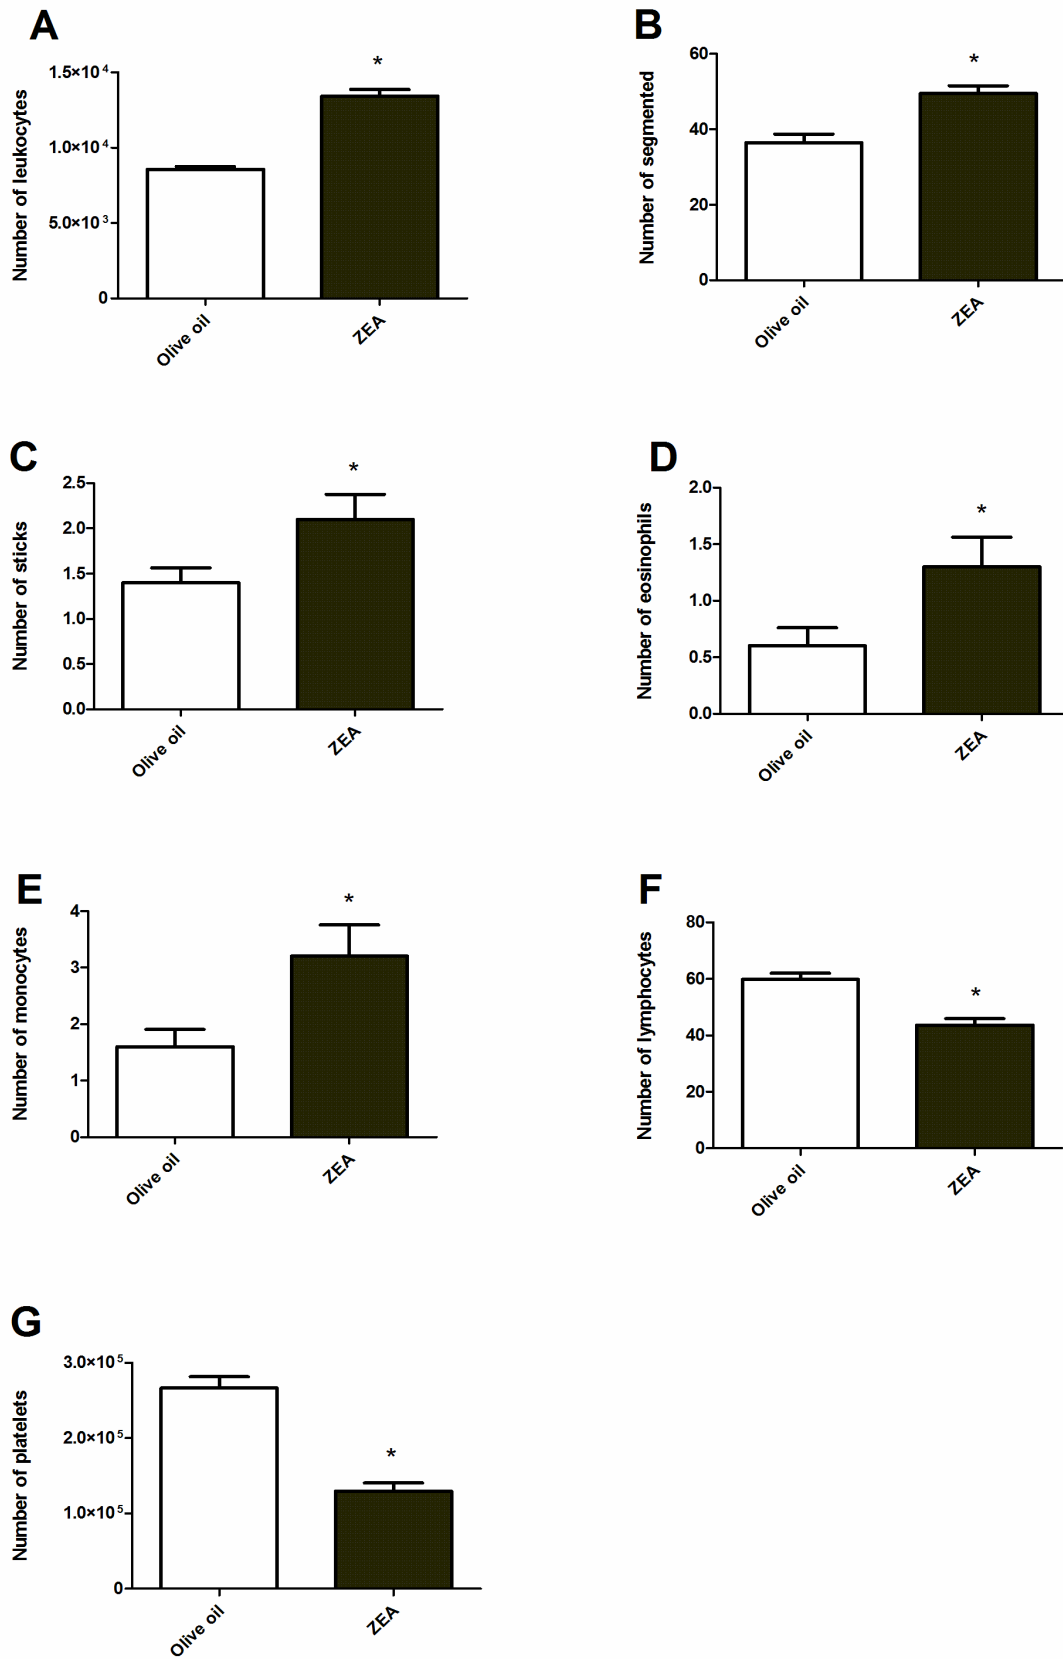 A
Number of leukocytes
1.5×10⁴
1.0×10⁴
5.0×10³
0
*
Olive oil
ZEA
B
Number of segmented
60
40
20
0
*
Olive oil
ZEA
C
Number of sticks
2.5
2.0
1.5
1.0
0.5
0.0
*
Olive oil
ZEA
D
Number of eosinophils
2.0
1.5
1.0
0.5
0.0
*
Olive oil
ZEA
E
Number of monocytes
4
3
2
1
0
*
Olive oil
ZEA
F
Number of lymphocytes
80
60
40
20
0
*
Olive oil
ZEA
G
Number of platelets
3.0×10⁵
2.0×10⁵
1.0×10⁵
0
*
Olive oil
ZEA